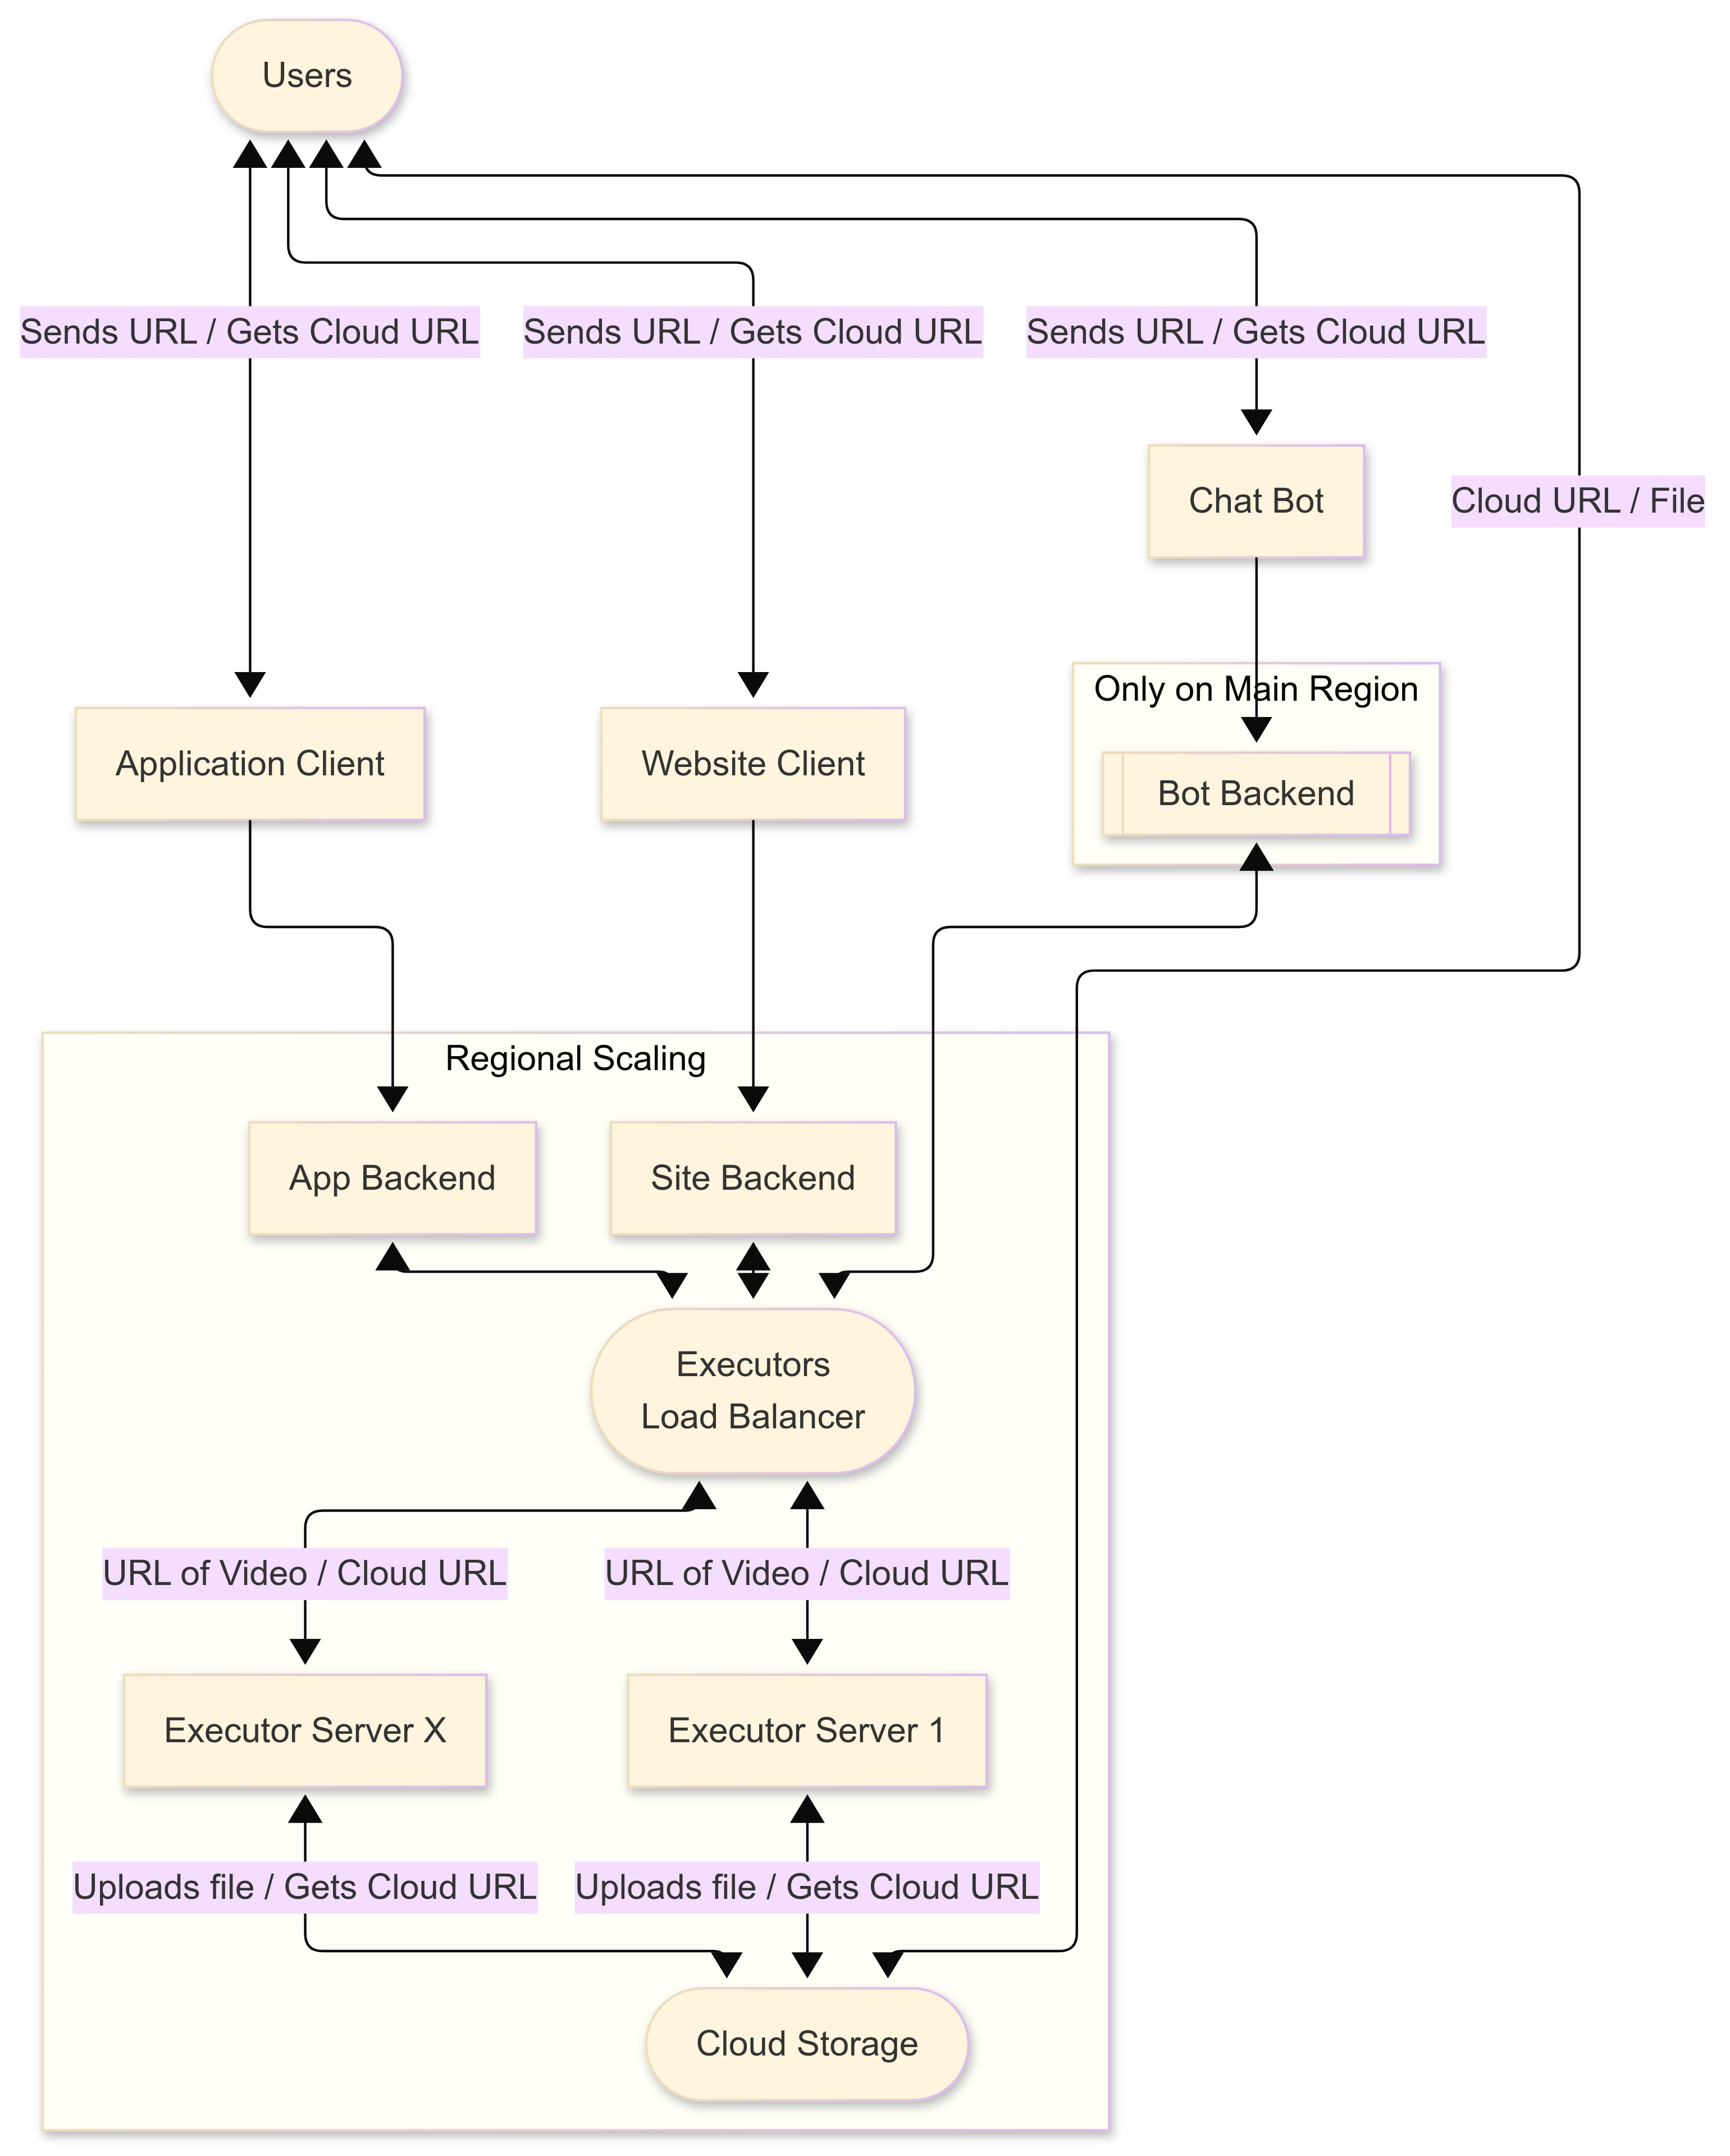 Users
Sends URL / Gets Cloud URL
Sends URL / Gets Cloud URL
Sends URL / Gets Cloud URL
Chat Bot
Cloud URL / File
Only on Main Region
Application Client
Website Client
Bot Backend
Regional Scaling
App Backend
Site Backend
Executors
Load Balancer
URL of Video / Cloud URL
URL of Video / Cloud URL
Executor Server X
Executor Server 1
Uploads file / Gets Cloud URL
Uploads file / Gets Cloud URL
Cloud Storage